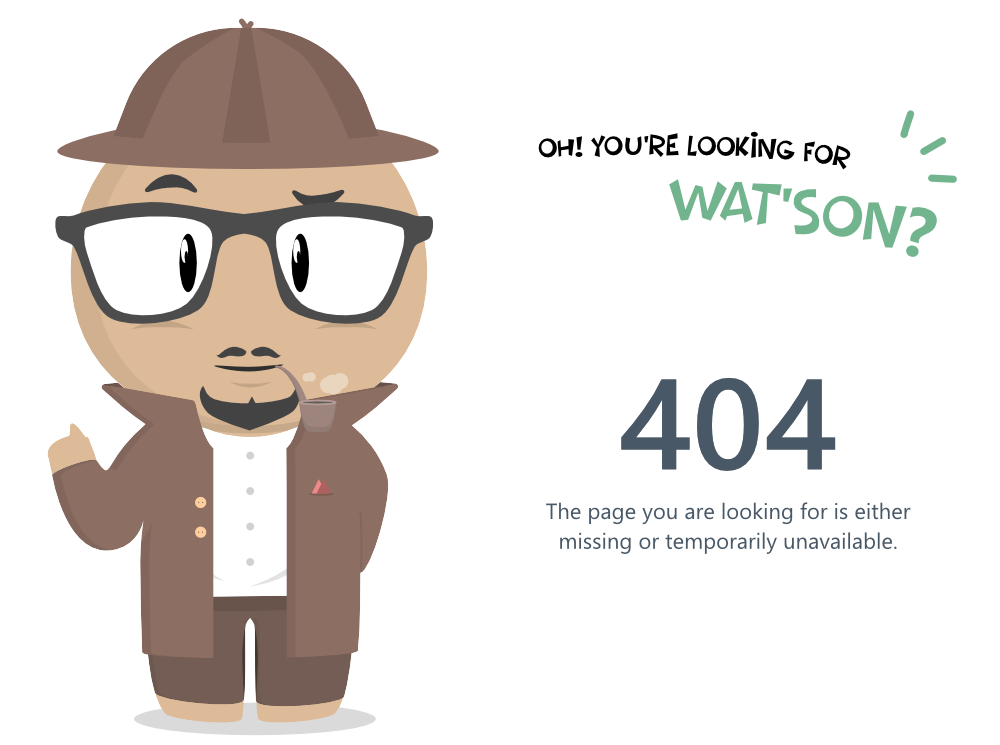 OH! YOU'RE LOOKING FOR
WAT'SON?
404
The page you are looking for is either
missing or temporarily unavailable.